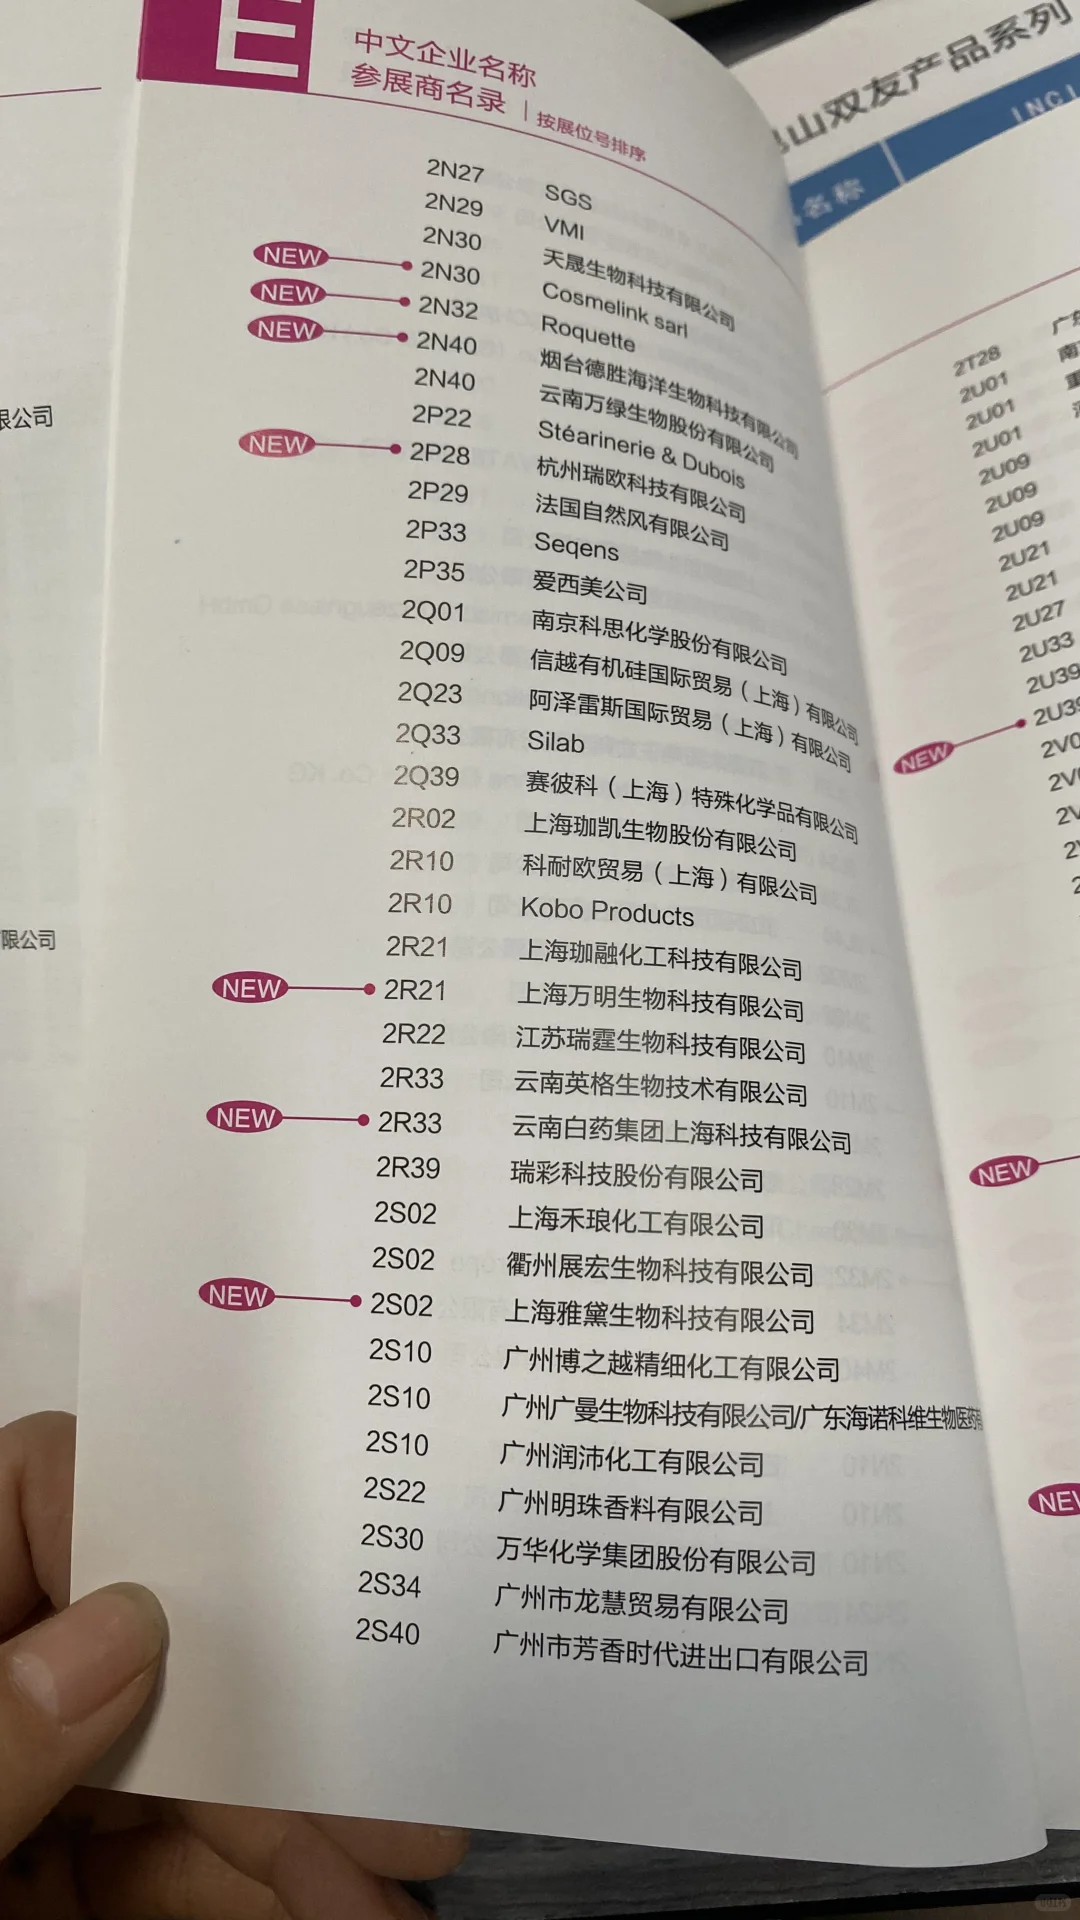 限公司
限公司
E
中文企业名称
参展商名录 | 按展位号排序
2N27 SGS
2N29 VMI
2N30 天晟生物科技有限公司
NEW 2N30 Cosmelink sarl
NEW 2N32 Roquette
NEW 2N40 烟台德胜海洋生物科技有限公司
2N40 云南万绿生物股份有限公司
2P22 Stéarinerie & Dubois
NEW 2P28 杭州瑞欧科技有限公司
2P29 法国自然风有限公司
2P33 Seqens
2P35 爱西美公司
2Q01 南京科思化学股份有限公司
2Q09 信越有机硅国际贸易（上海）有限公司
2Q23 阿泽雷斯国际贸易（上海）有限公司
2Q33 Silab
2Q39 赛彼科（上海）特殊化学品有限公司
2R02 上海珈凯生物股份有限公司
2R10 科耐欧贸易（上海）有限公司
2R10 Kobo Products
2R21 上海珈融化工科技有限公司
NEW 2R21 上海万明生物科技有限公司
2R22 江苏瑞霆生物科技有限公司
2R33 云南英格生物技术有限公司
NEW 2R33 云南白药集团上海科技有限公司
2R39 瑞彩科技股份有限公司
2S02 上海禾琅化工有限公司
2S02 衢州展宏生物科技有限公司
NEW 2S02 上海雅黛生物科技有限公司
2S10 广州博之越精细化工有限公司
2S10 广州广曼生物科技有限公司/广东海诺科维生物医药有
2S10 广州润沛化工有限公司
2S22 广州明珠香料有限公司
2S30 万华化学集团股份有限公司
2S34 广州市龙慧贸易有限公司
2S40 广州市芳香时代进出口有限公司
山双友产品系列
名称 INCI
2T28 广东
2U01 南
2U01 重
2U01
2U09
2U09
2U09
2U21
2U21
2U27
2U33
2U39
NEW 2U39
2V0
2V
2V
2V
2
NEW
NEW